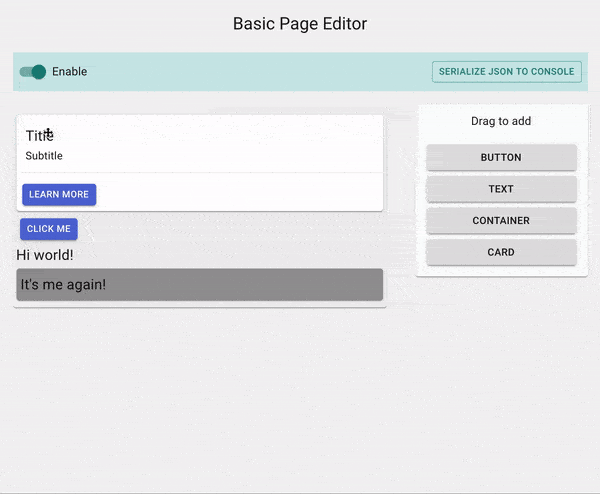 Basic Page Editor
Enable
SERIALIZE JSON TO CONSOLE
Title
Subtitle
LEARN MORE
CLICK ME
Hi world!
It's me again!
Drag to add
BUTTON
TEXT
CONTAINER
CARD